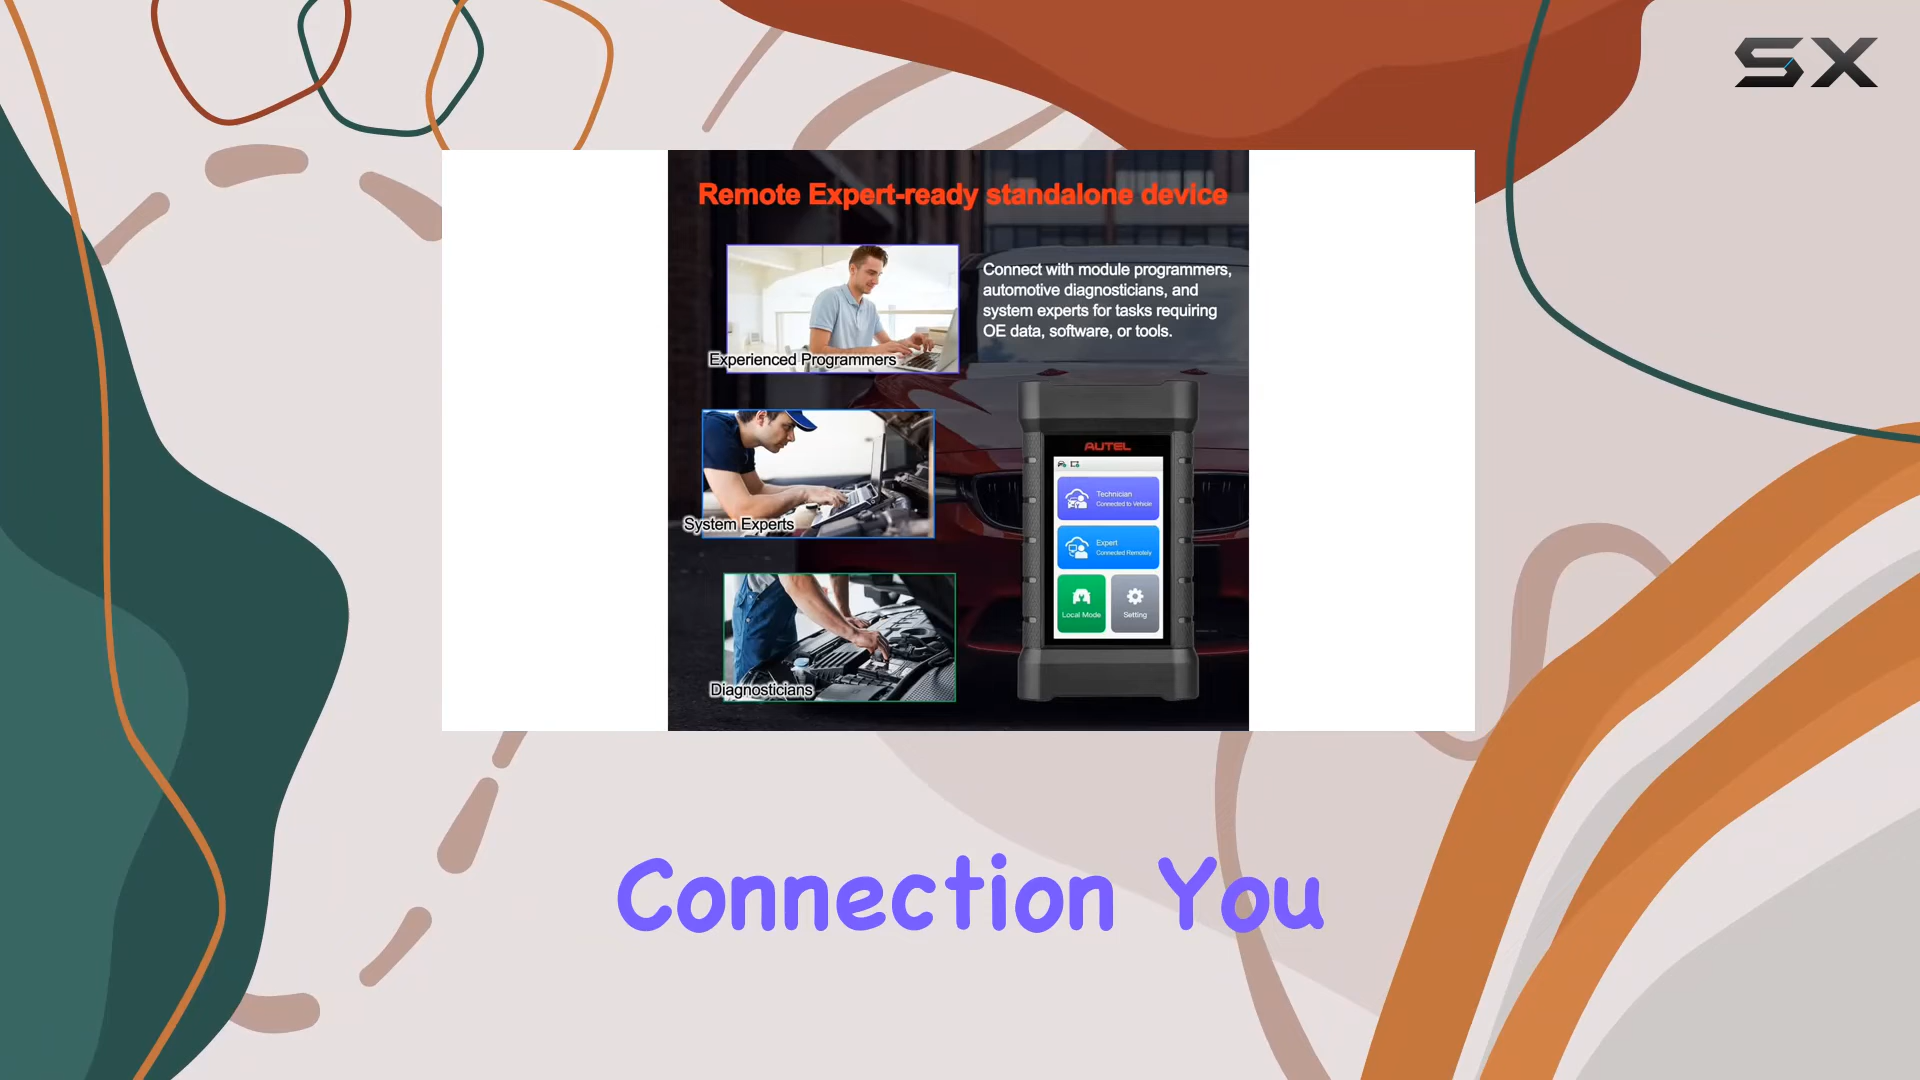 SX
Remote Expert-ready standalone device
Connect with module programmers,
automotive diagnosticians, and
system experts for tasks requiring
OE data, software, or tools.
Experienced Programmers
System Experts
Diagnosticians
AUTEL
Technician
Connected to Vehicle
Expert
Connected Remotely
Local Mode
Setting
Connection You